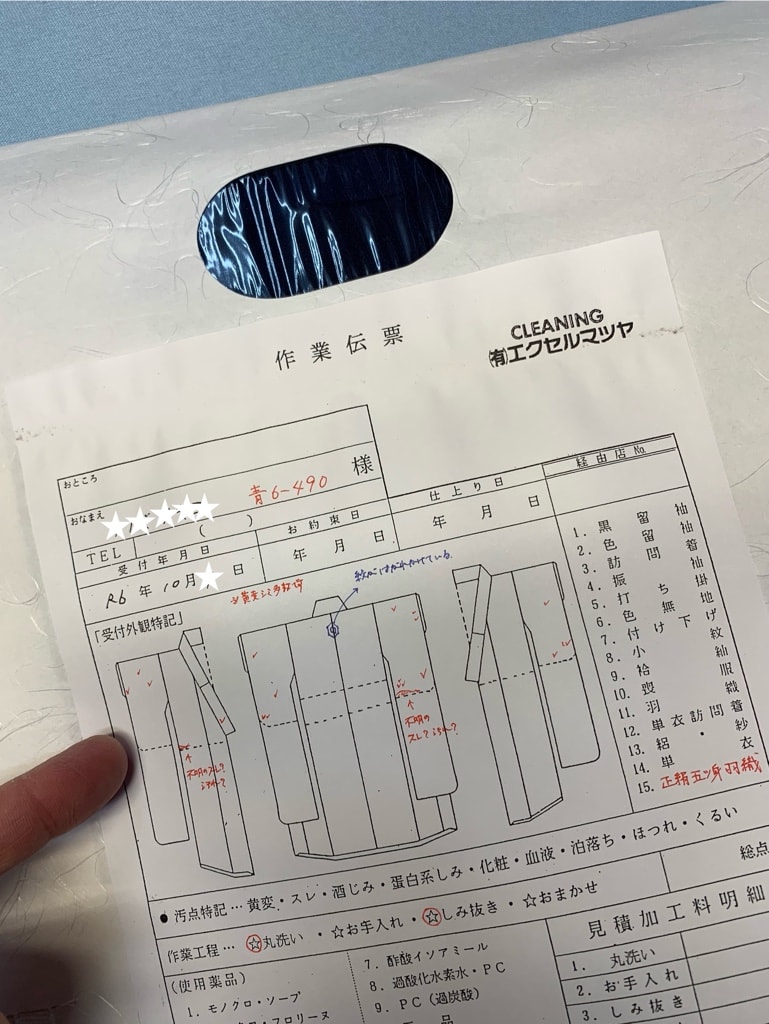 作業伝票
CLEANING
㈲エクセルマツヤ
おところ
様
おなまえ
青6-490
TEL ( )
受付年月日
お約束日
仕上り日
経由店No.
R6年10月 日
年 月 日
年 月 日
「受付外観特記」
※黄変シミ多数有
紋がはがれかけている。
不明のスレ?
不明の
スレ?
1. 黒留袖
2. 色留袖
3. 訪問着
4. 振袖
5. 打ち掛
6. 色無地
7. 付け下げ
8. 小紋
9. 袷紬
10. 喪服
11. 羽織
12. 単衣訪問着
13. 絽・紗
14. 単衣
15. 正絹五ツ身羽織
●汚点特記…黄変・スレ・酒じみ・蛋白系しみ・化粧・血液・泊落ち・ほつれ・くるい
作業工程… ☆丸洗い・☆お手入れ・☆しみ抜き・☆おまかせ
総点
見積加工料明細
(使用薬品)
1. モノグロ・ソープ
7. 酢酸イソアミール
8. 過酸化水素水・PC
9. PC(過炭酸)
1. 丸洗い
2. お手入れ
3. しみ抜き